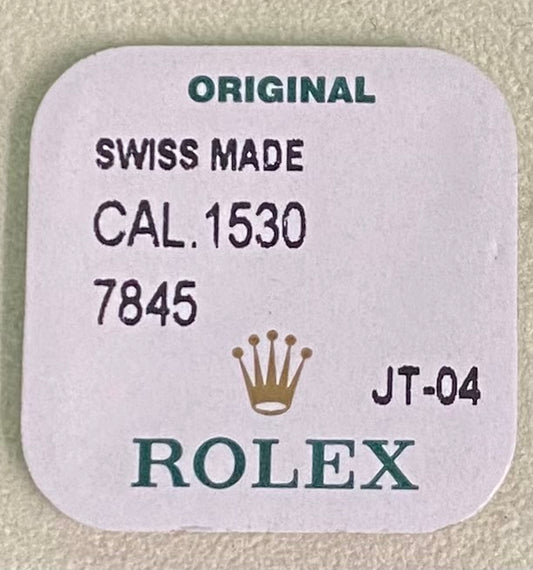 ORIGINAL
SWISS MADE
CAL.1530
7845
JT-04
ROLEX